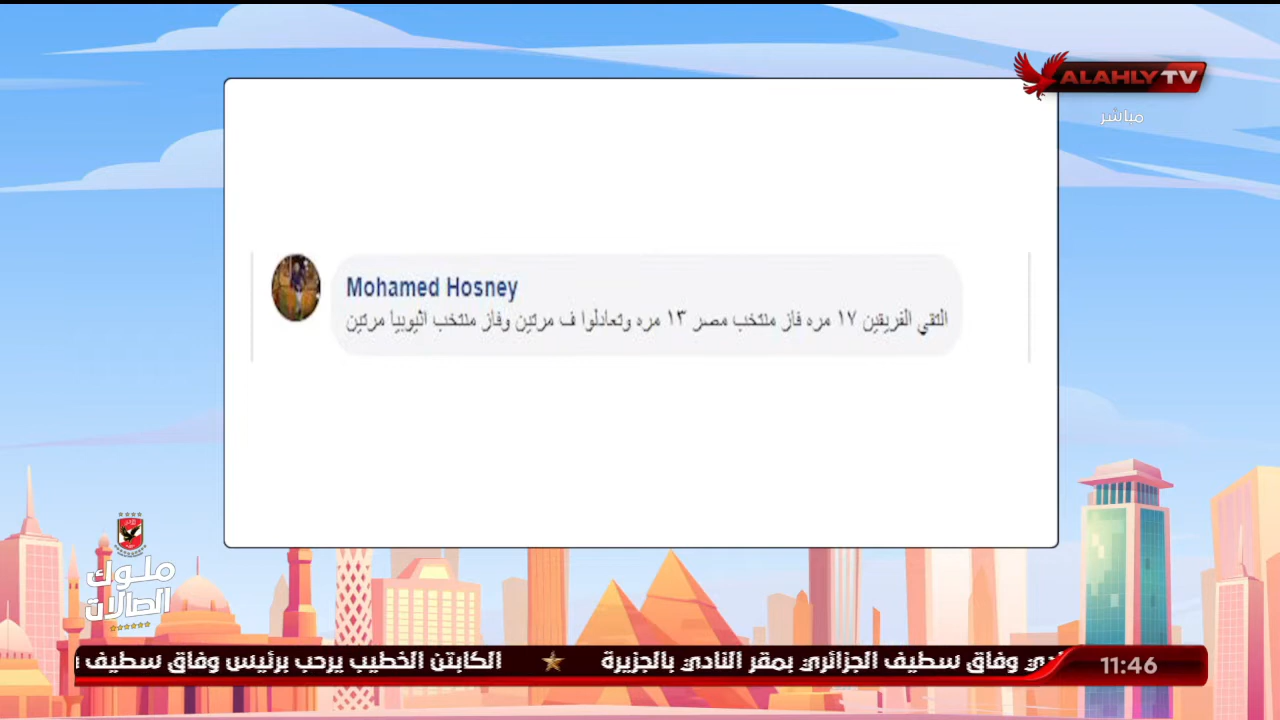 ALAHLY TV
مباشر
Mohamed Hosney
التقي الفريقين ١٧ مره فاز منتخب مصر ١٣ مره وتعادلوا ف مرتين وفاز منتخب اثيوبيا مرتين
ملوك
الصالات
وفاق سطيف الجزائري بمقر النادي بالجزيرة ★ الكابتن الخطيب يرحب برئيس وفاق سطيف
11:46